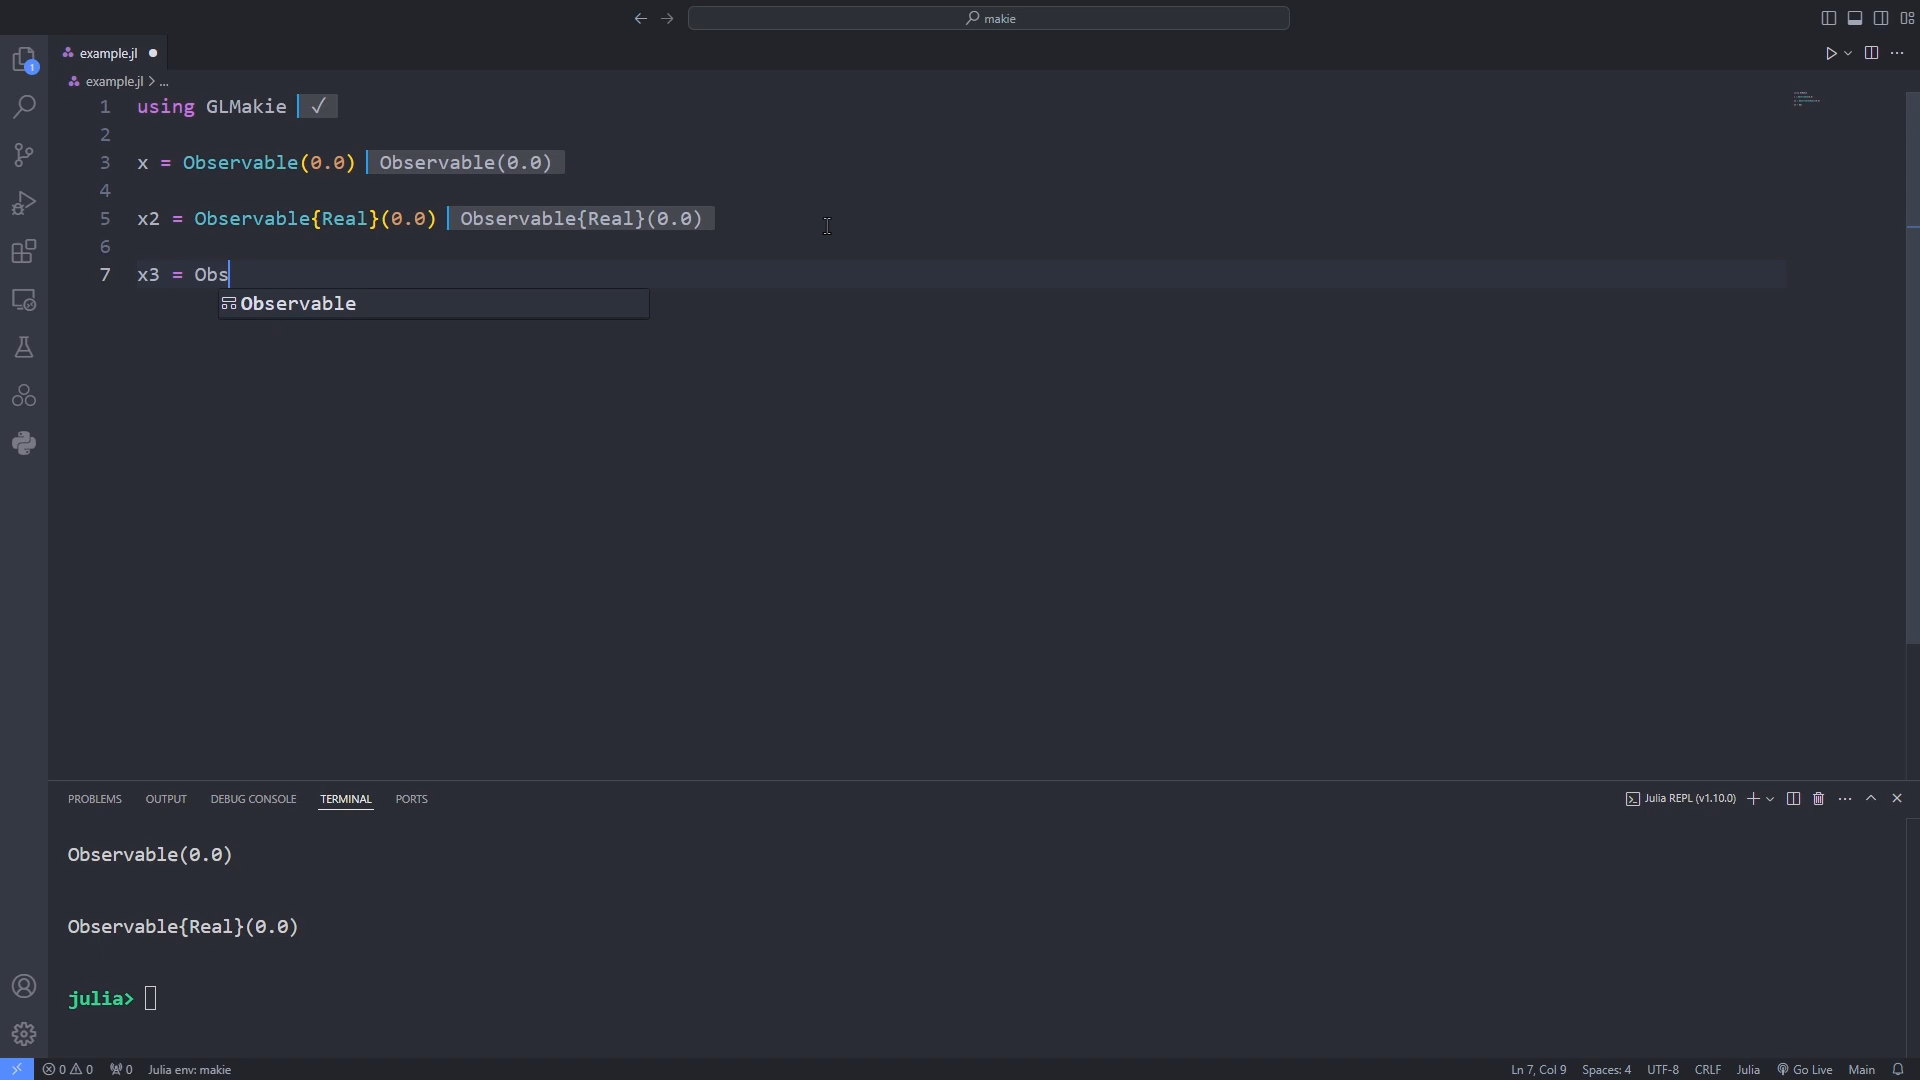 makie
example.jl
example.jl > ...
1 using GLMakie ✓
2
3 x = Observable(0.0) Observable(0.0)
4
5 x2 = Observable{Real}(0.0) Observable{Real}(0.0)
6
7 x3 = Obs
Observable
1
PROBLEMS OUTPUT DEBUG CONSOLE TERMINAL PORTS
Julia REPL (v1.10.0)
Observable(0.0)
Observable{Real}(0.0)
julia>
0 0 0 Julia env: makie
Ln 7, Col 9 Spaces: 4 UTF-8 CRLF Julia Go Live Main